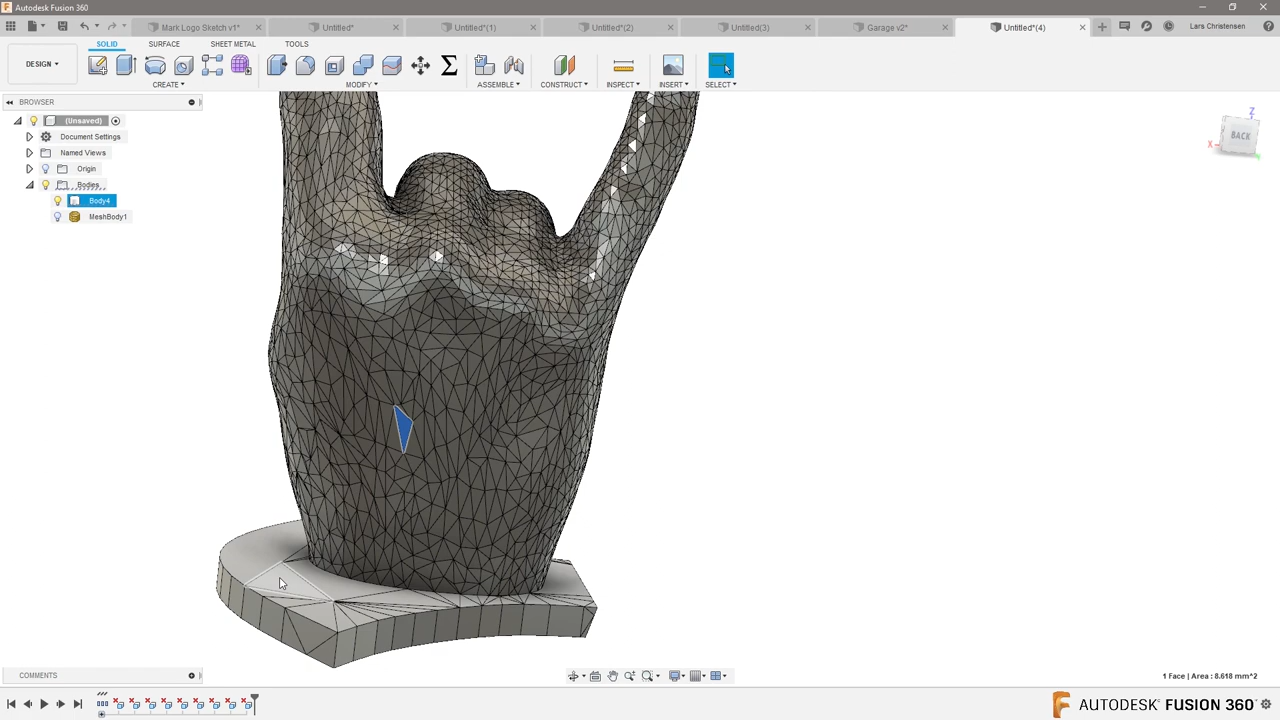 Autodesk Fusion 360
Mark Logo Sketch v1*
Untitled*
Untitled*(1)
Untitled*(2)
Untitled(3)
Garage v2*
Untitled*(4)
Lars Christensen
SOLID
SURFACE
SHEET METAL
TOOLS
DESIGN
CREATE
MODIFY
ASSEMBLE
CONSTRUCT
INSPECT
INSERT
SELECT
BROWSER
(Unsaved)
Document Settings
Named Views
Origin
Bodies
Body4
MeshBody1
Z
BACK
X
COMMENTS
1 Face | Area : 8.618 mm^2
AUTODESK FUSION 360